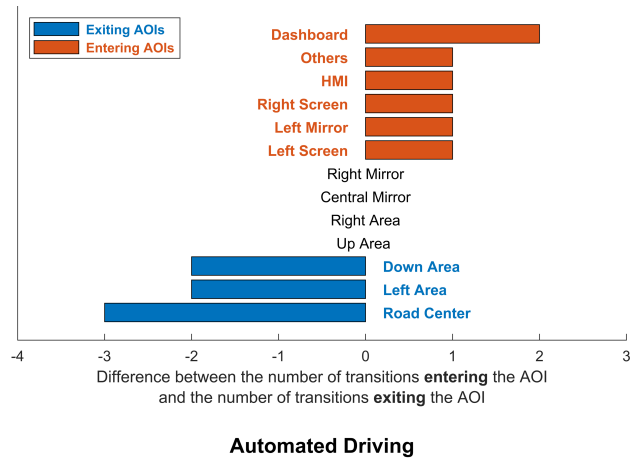 Exiting AOIs
Entering AOIs
Dashboard
Others
HMI
Right Screen
Left Mirror
Left Screen
Right Mirror
Central Mirror
Right Area
Up Area
Down Area
Left Area
Road Center
-4 -3 -2 -1 0 1 2 3
Difference between the number of transitions entering the AOI
and the number of transitions exiting the AOI
Automated Driving